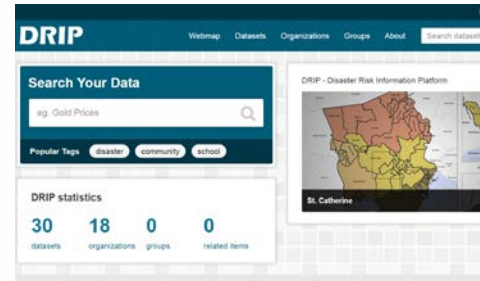 DRIP
Webmap Datasets Organizations Groups About Search dataset
Search Your Data
eg. Gold Prices
Popular Tags disaster community school
DRIP - Disaster Risk Information Platform
St. Catherine
DRIP statistics
30 18 0 0
datasets organizations groups related items